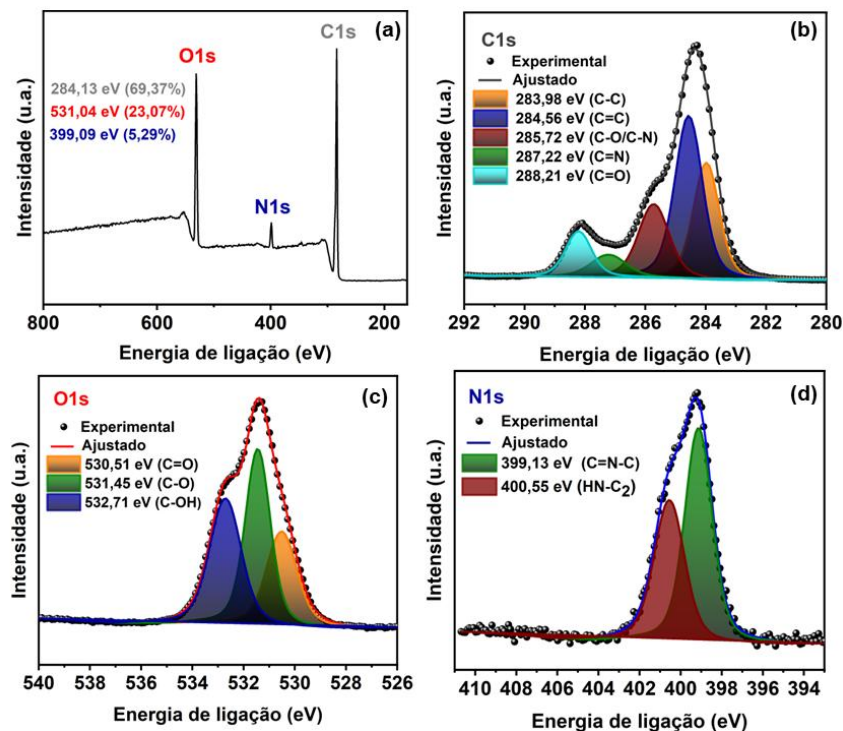 (a)
C1s
O1s
284,13 eV (69,37%)
531,04 eV (23,07%)
399,09 eV (5,29%)
N1s
Intensidade (u.a.)
800 600 400 200
Energia de ligação (eV)
(b)
C1s
Experimental
Ajustado
283,98 eV (C-C)
284,56 eV (C=C)
285,72 eV (C-O/C-N)
287,22 eV (C=N)
288,21 eV (C=O)
Intensidade (u.a.)
292 290 288 286 284 282 280
Energia de ligação (eV)
O1s
(c)
Experimental
Ajustado
530,51 eV (C=O)
531,45 eV (C-O)
532,71 eV (C-OH)
Intensidade (u.a.)
540 538 536 534 532 530 528 526
Energia de ligação (eV)
N1s
(d)
Experimental
Ajustado
399,13 eV (C=N-C)
400,55 eV (HN-C2)
Intensidade (u.a.)
410 408 406 404 402 400 398 396 394
Energia de ligação (eV)